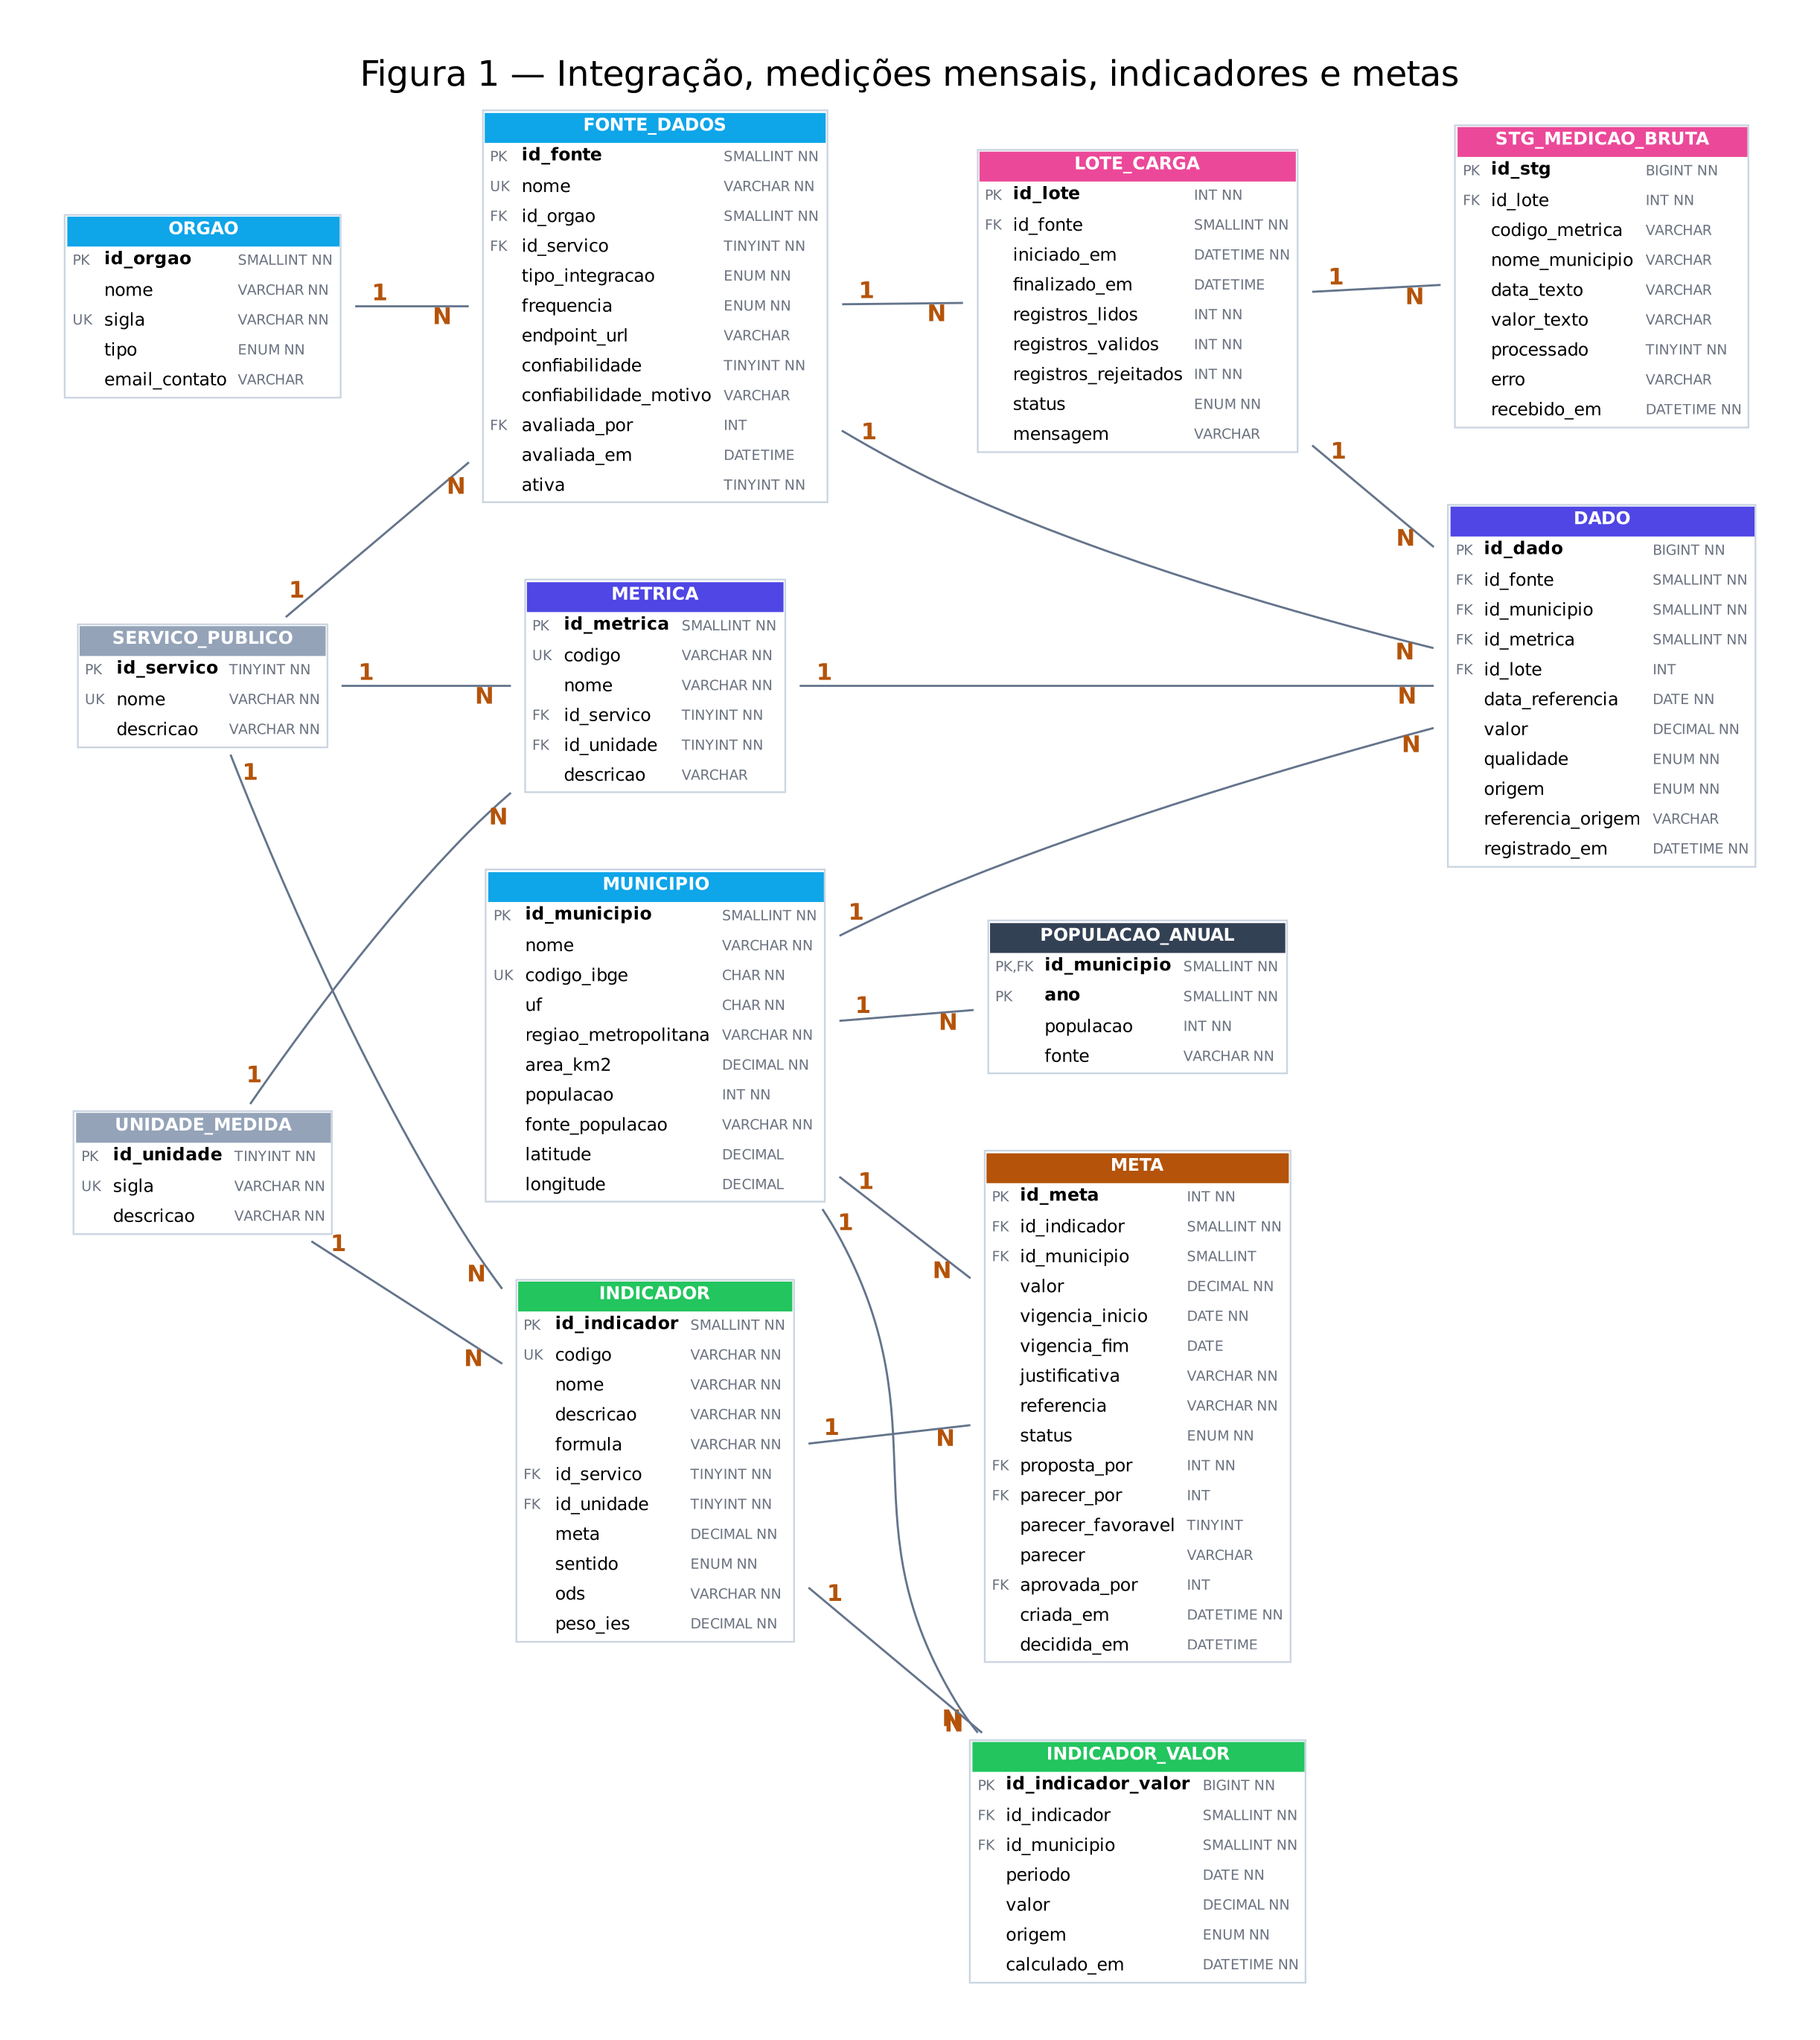 Figura 1 — Integração, medições mensais, indicadores e metas
FONTE_DADOS
PK id_fonte SMALLINT NN
UK nome VARCHAR NN
FK id_orgao SMALLINT NN
FK id_servico TINYINT NN
tipo_integracao ENUM NN
frequencia ENUM NN
endpoint_url VARCHAR
confiabilidade TINYINT NN
confiabilidade_motivo VARCHAR
FK avaliada_por INT
avaliada_em DATETIME
ativa TINYINT NN
STG_MEDICAO_BRUTA
PK id_stg BIGINT NN
FK id_lote INT NN
codigo_metrica VARCHAR
nome_municipio VARCHAR
data_texto VARCHAR
valor_texto VARCHAR
processado TINYINT NN
erro VARCHAR
recebido_em DATETIME NN
LOTE_CARGA
PK id_lote INT NN
FK id_fonte SMALLINT NN
iniciado_em DATETIME NN
finalizado_em DATETIME
registros_lidos INT NN
registros_validos INT NN
registros_rejeitados INT NN
status ENUM NN
mensagem VARCHAR
ORGAO
PK id_orgao SMALLINT NN
nome VARCHAR NN
UK sigla VARCHAR NN
tipo ENUM NN
email_contato VARCHAR
1 N
1 N
1 N
1 N
1 N
1 N
DADO
PK id_dado BIGINT NN
FK id_fonte SMALLINT NN
FK id_municipio SMALLINT NN
FK id_metrica SMALLINT NN
FK id_lote INT
data_referencia DATE NN
valor DECIMAL NN
qualidade ENUM NN
origem ENUM NN
referencia_origem VARCHAR
registrado_em DATETIME NN
METRICA
PK id_metrica SMALLINT NN
UK codigo VARCHAR NN
nome VARCHAR NN
FK id_servico TINYINT NN
FK id_unidade TINYINT NN
descricao VARCHAR
SERVICO_PUBLICO
PK id_servico TINYINT NN
UK nome VARCHAR NN
descricao VARCHAR NN
1 N
1 N
1 N
1 N
1 N
MUNICIPIO
PK id_municipio SMALLINT NN
nome VARCHAR NN
UK codigo_ibge CHAR NN
uf CHAR NN
regiao_metropolitana VARCHAR NN
area_km2 DECIMAL NN
populacao INT NN
fonte_populacao VARCHAR NN
latitude DECIMAL
longitude DECIMAL
1 N
POPULACAO_ANUAL
PK,FK id_municipio SMALLINT NN
PK ano SMALLINT NN
populacao INT NN
fonte VARCHAR NN
UNIDADE_MEDIDA
PK id_unidade TINYINT NN
UK sigla VARCHAR NN
descricao VARCHAR NN
1 N
1 N
META
PK id_meta INT NN
FK id_indicador SMALLINT NN
FK id_municipio SMALLINT
valor DECIMAL NN
vigencia_inicio DATE NN
vigencia_fim DATE
justificativa VARCHAR NN
referencia VARCHAR NN
status ENUM NN
FK proposta_por INT NN
FK parecer_por INT
parecer_favoravel TINYINT
parecer VARCHAR
FK aprovada_por INT
criada_em DATETIME NN
decidida_em DATETIME
INDICADOR
PK id_indicador SMALLINT NN
UK codigo VARCHAR NN
nome VARCHAR NN
descricao VARCHAR NN
formula VARCHAR NN
FK id_servico TINYINT NN
FK id_unidade TINYINT NN
meta DECIMAL NN
sentido ENUM NN
ods VARCHAR NN
peso_ies DECIMAL NN
1 N
1 N
1 N
INDICADOR_VALOR
PK id_indicador_valor BIGINT NN
FK id_indicador SMALLINT NN
FK id_municipio SMALLINT NN
periodo DATE NN
valor DECIMAL NN
origem ENUM NN
calculado_em DATETIME NN